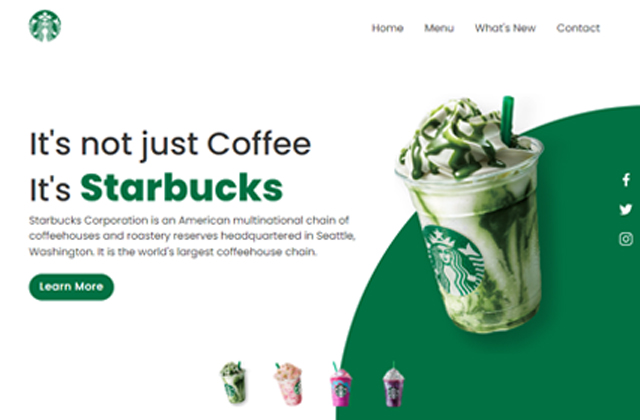 Home Menu What's New Contact
It's not just Coffee
It's Starbucks
Starbucks Corporation is an American multinational chain of
coffeehouses and roastery reserves headquartered in Seattle,
Washington. It is the world's largest coffeehouse chain.
Learn More